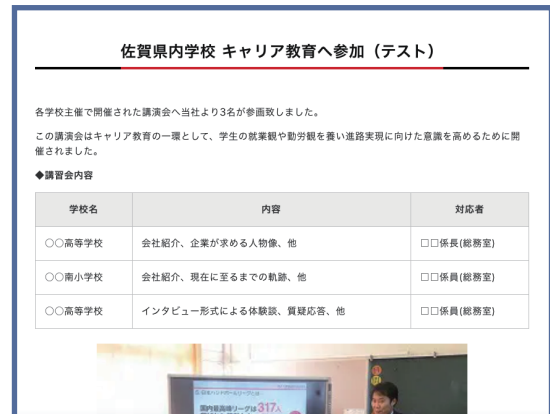 佐賀県内学校 キャリア教育へ参加（テスト）
各学校主催で開催された講演会へ当社より3名が参画致しました。
この講演会はキャリア教育の一環として、学生の就業観や勤労観を養い進路実現に向けた意識を高めるために開
催されました。
◆講習会内容
学校名 内容 対応者
○○高等学校 会社紹介、企業が求める人物像、他 □□係長(総務室)
○○南小学校 会社紹介、現在に至るまでの軌跡、他 □□係員(総務室)
○○高等学校 インタビュー形式による体験談、質疑応答、他 □□係員(総務室)
国内最高峰リーグは317人